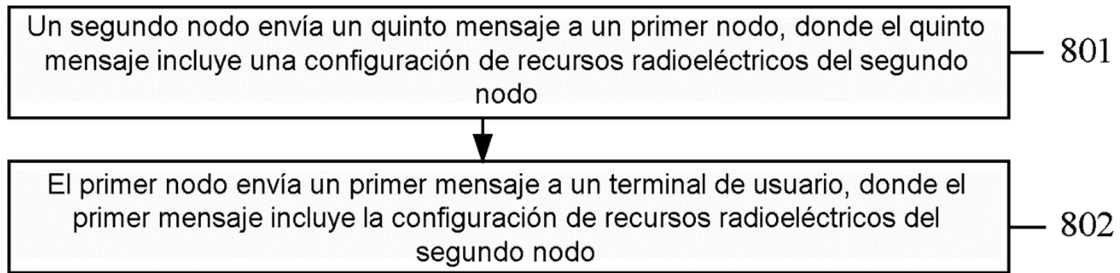 Un segundo nodo envía un quinto mensaje a un primer nodo, donde el quinto
mensaje incluye una configuración de recursos radioeléctricos del segundo
nodo
801
El primer nodo envía un primer mensaje a un terminal de usuario, donde el
primer mensaje incluye la configuración de recursos radioeléctricos del
segundo nodo
802